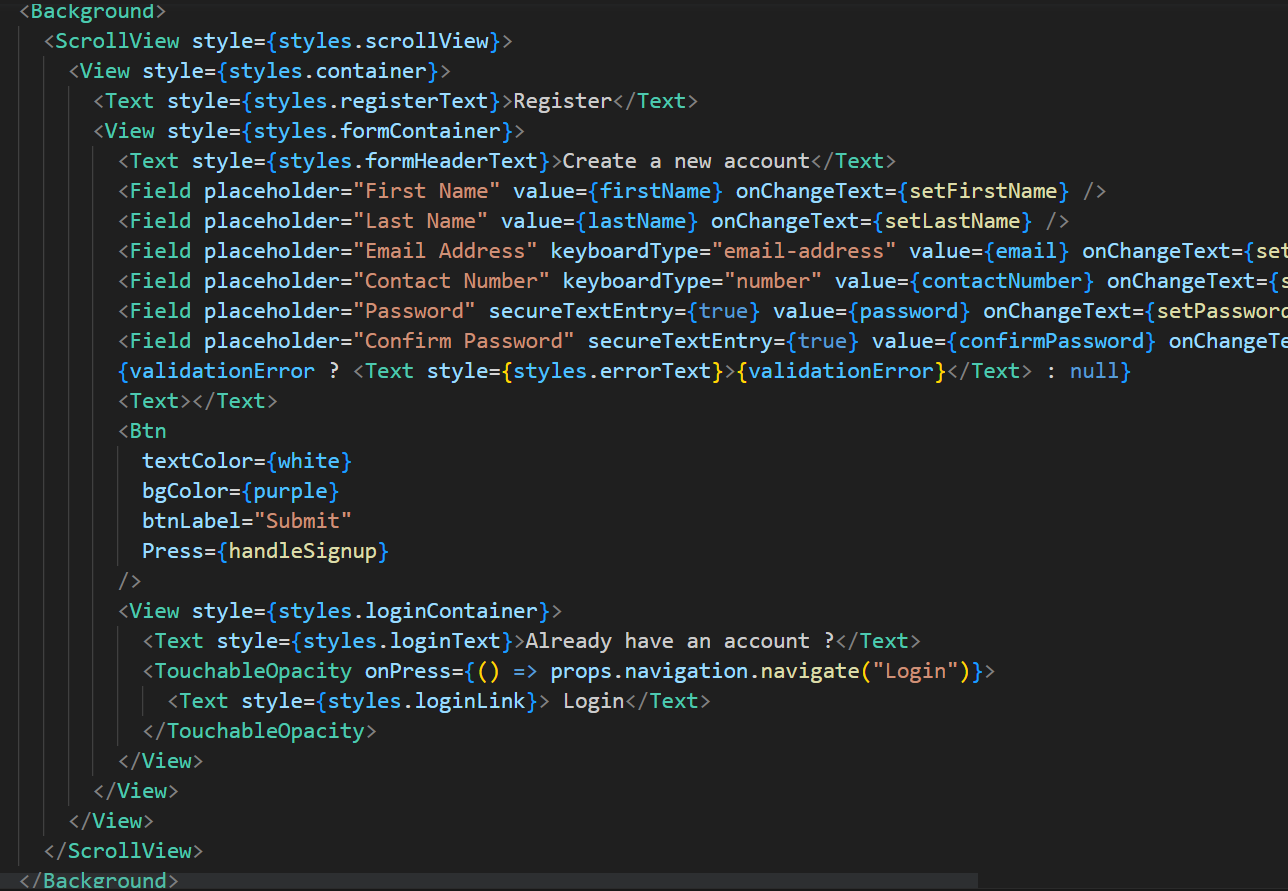 <Background>
<ScrollView style={styles.scrollView}>
<View style={styles.container}>
<Text style={styles.registerText}>Register</Text>
<View style={styles.formContainer}>
<Text style={styles.formHeaderText}>Create a new account</Text>
<Field placeholder="First Name" value={firstName} onChangeText={setFirstName} />
<Field placeholder="Last Name" value={lastName} onChangeText={setLastName} />
<Field placeholder="Email Address" keyboardType="email-address" value={email} onChangeText={set
<Field placeholder="Contact Number" keyboardType="number" value={contactNumber} onChangeText={s
<Field placeholder="Password" secureTextEntry={true} value={password} onChangeText={setPassword
<Field placeholder="Confirm Password" secureTextEntry={true} value={confirmPassword} onChangeTe
{validationError ? <Text style={styles.errorText}>{validationError}</Text> : null}
<Text></Text>
<Btn
textColor={white}
bgColor={purple}
btnLabel="Submit"
Press={handleSignup}
/>
<View style={styles.loginContainer}>
<Text style={styles.loginText}>Already have an account ?</Text>
<TouchableOpacity onPress={() => props.navigation.navigate("Login")}>
<Text style={styles.loginLink}> Login</Text>
</TouchableOpacity>
</View>
</View>
</View>
</ScrollView>
</Background>